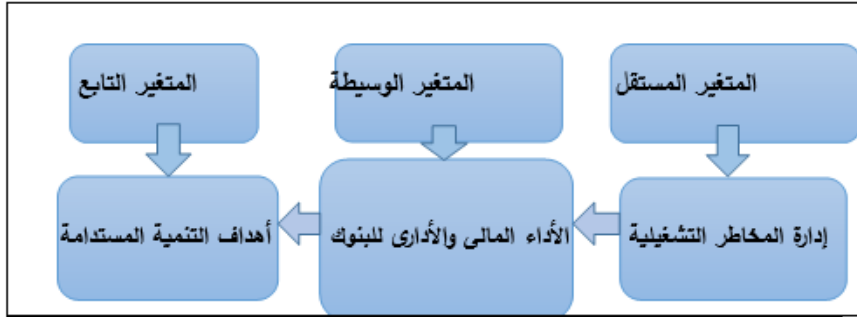 المتغير المستقل
المتغير الوسيطة
المتغير التابع
إدارة المخاطر التشغيلية
الأداء المالى والأدارى للبنوك
أهداف التنمية المستدامة